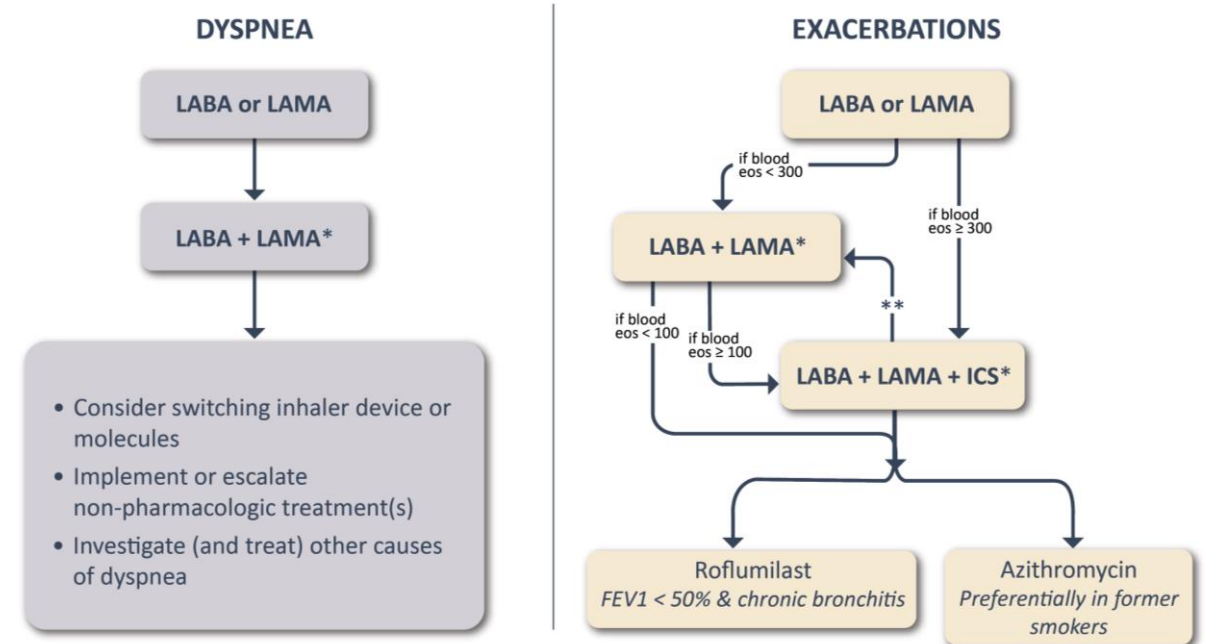 DYSPNEA
LABA or LAMA
LABA + LAMA*
• Consider switching inhaler device or
molecules
• Implement or escalate
non-pharmacologic treatment(s)
• Investigate (and treat) other causes
of dyspnea
EXACERBATIONS
LABA or LAMA
if blood
eos < 300
if blood
eos ≥ 300
LABA + LAMA*
**
if blood
eos < 100
if blood
eos ≥ 100
LABA + LAMA + ICS*
Roflumilast
FEV1 < 50% & chronic bronchitis
Azithromycin
Preferentially in former
smokers